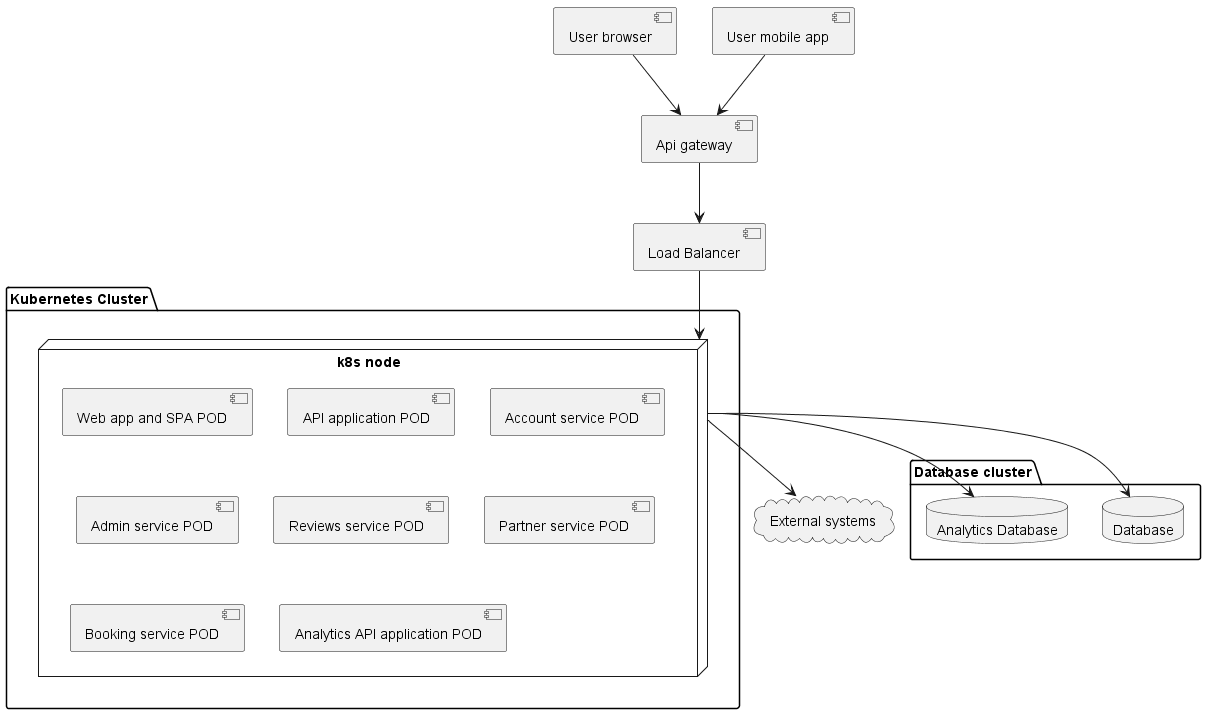 User browser
User mobile app
Api gateway
Load Balancer
Kubernetes Cluster
k8s node
Web app and SPA POD
API application POD
Account service POD
Admin service POD
Reviews service POD
Partner service POD
Booking service POD
Analytics API application POD
External systems
Database cluster
Analytics Database
Database